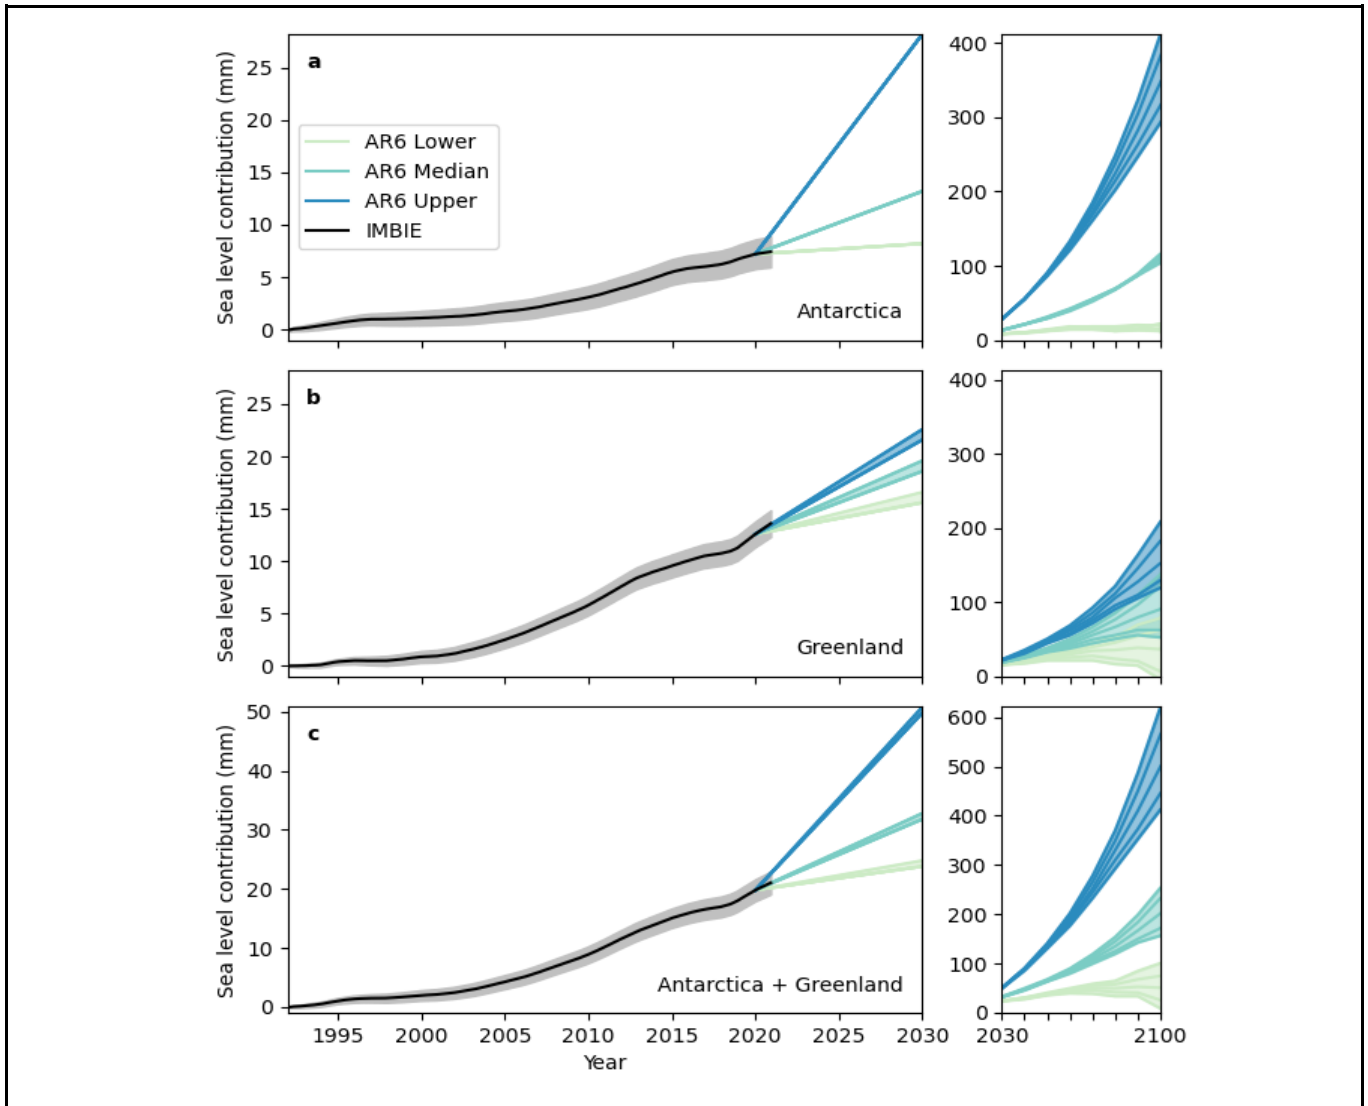 a
Sea level contribution (mm)
25
20
15
10
5
0
AR6 Lower
AR6 Median
AR6 Upper
IMBIE
Antarctica
400
300
200
100
0
b
Sea level contribution (mm)
25
20
15
10
5
0
Greenland
400
300
200
100
0
c
Sea level contribution (mm)
50
40
30
20
10
0
Antarctica + Greenland
600
500
400
300
200
100
0
1995 2000 2005 2010 2015 2020 2025 2030
Year
2030 2100